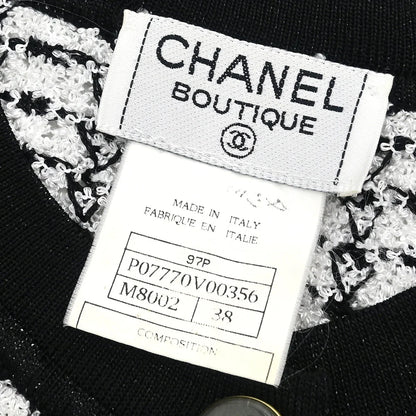 CHANEL
BOUTIQUE
MADE IN ITALY
FABRIQUE EN ITALIE
97P
P07770V00356
M8002 38
COMPOSITION